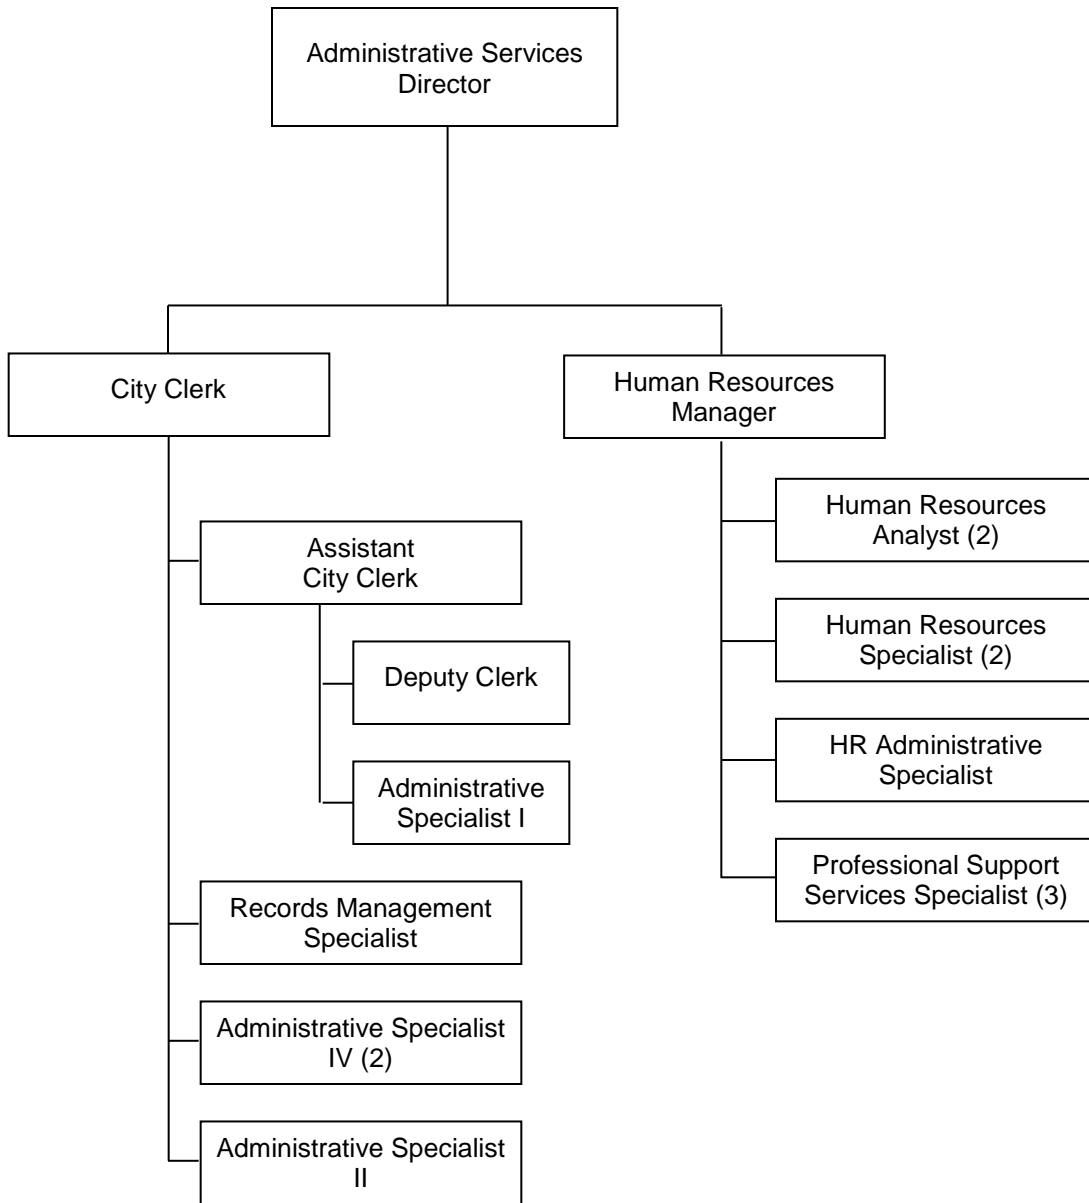 Administrative Services
Director
City Clerk
Human Resources
Manager
Assistant
City Clerk
Deputy Clerk
Administrative
Specialist I
Records Management
Specialist
Administrative Specialist
IV (2)
Administrative Specialist
II
Human Resources
Analyst (2)
Human Resources
Specialist (2)
HR Administrative
Specialist
Professional Support
Services Specialist (3)